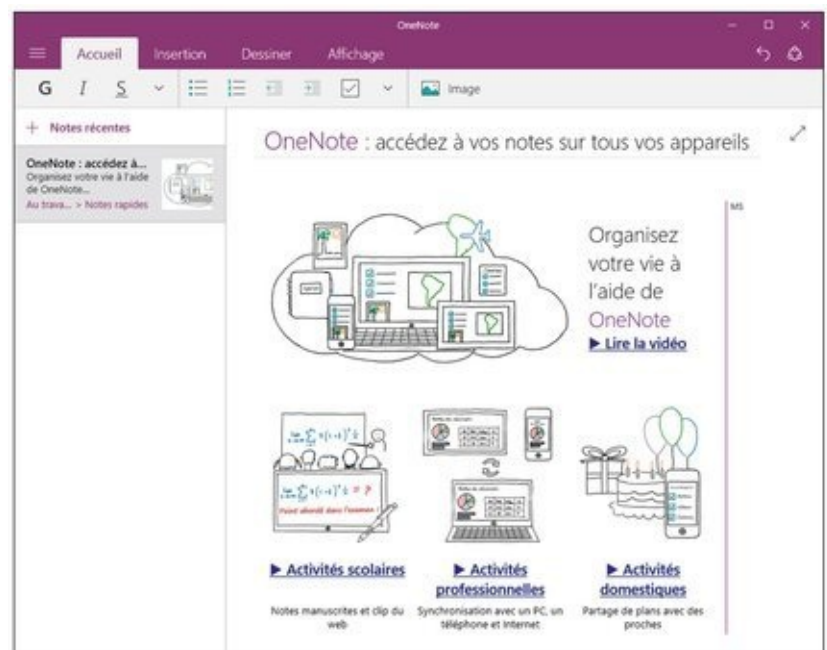 OneNote
Accueil Insertion Dessiner Affichage
G I S Image
+ Notes récentes
OneNote : accédez à...
Organisez votre vie à l'aide
de OneNote...
Au trava... > Notes rapides
OneNote : accédez à vos notes sur tous vos appareils
MS
Organisez
votre vie à
l'aide de
OneNote
▶ Lire la vidéo
Point abordé dans l'examen !
▶ Activités scolaires
Notes manuscrites et clip du
web
▶ Activités
professionnelles
Synchronisation avec un PC, un
téléphone et Internet
▶ Activités
domestiques
Partage de plans avec des
proches